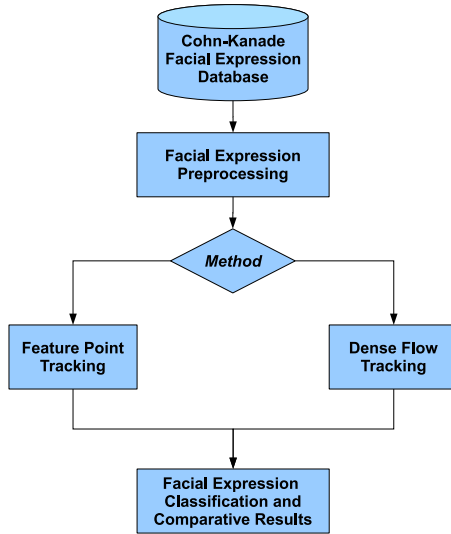 Cohn-Kanade
Facial Expression
Database
Facial Expression
Preprocessing
Method
Feature Point
Tracking
Dense Flow
Tracking
Facial Expression
Classification and
Comparative Results